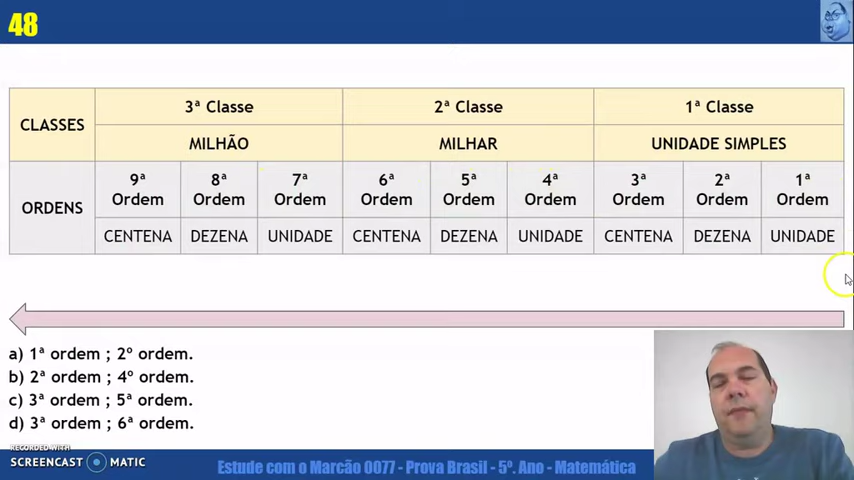 48
CLASSES
3ª Classe
2ª Classe
1ª Classe
MILHÃO
MILHAR
UNIDADE SIMPLES
ORDENS
9ª Ordem
8ª Ordem
7ª Ordem
6ª Ordem
5ª Ordem
4ª Ordem
3ª Ordem
2ª Ordem
1ª Ordem
CENTENA
DEZENA
UNIDADE
CENTENA
DEZENA
UNIDADE
CENTENA
DEZENA
UNIDADE
a) 1ª ordem ; 2º ordem.
b) 2ª ordem ; 4º ordem.
c) 3ª ordem ; 5ª ordem.
d) 3ª ordem ; 6ª ordem.
RECORDED WITH
SCREENCAST MATIC
Estude com o Marcão 0077 - Prova Brasil - 5º. Ano - Matemática